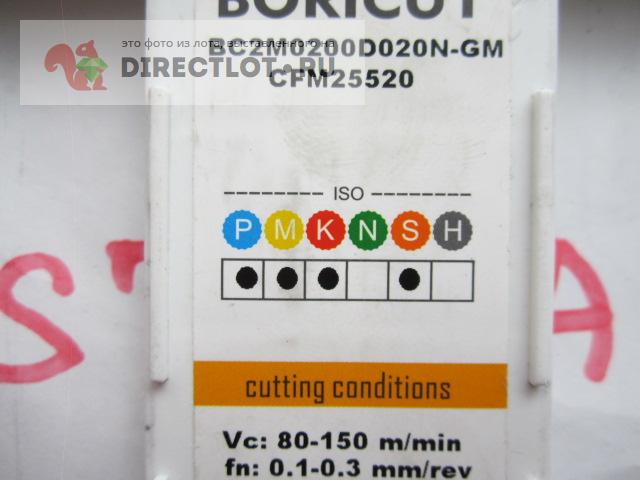 BORICUT
это фото из лота, выставленного на
DIRECTLOT.RU
BC2M0200D020N-GM
CFM25520
ISO
P M K N S H
cutting conditions
Vc: 80-150 m/min
fn: 0.1-0.3 mm/rev